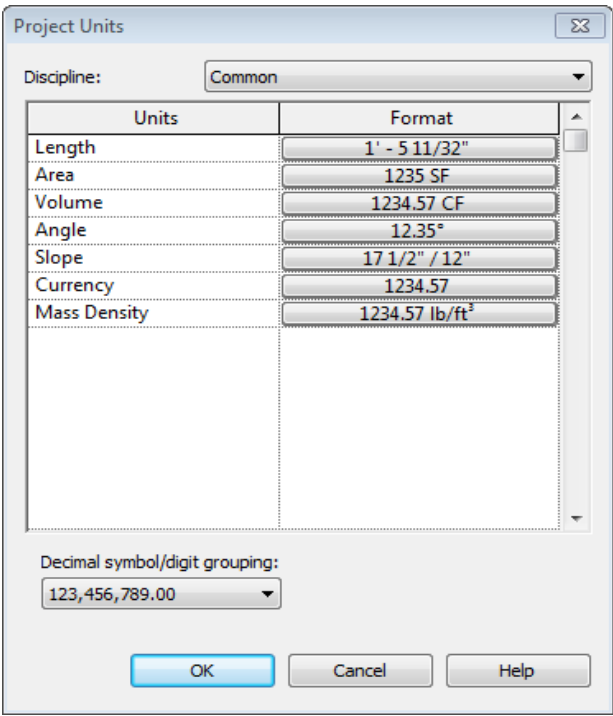 Project Units
Discipline: Common
Units Format
Length 1' - 5 11/32"
Area 1235 SF
Volume 1234.57 CF
Angle 12.35°
Slope 17 1/2" / 12"
Currency 1234.57
Mass Density 1234.57 lb/ft³
Decimal symbol/digit grouping:
123,456,789.00
OK Cancel Help